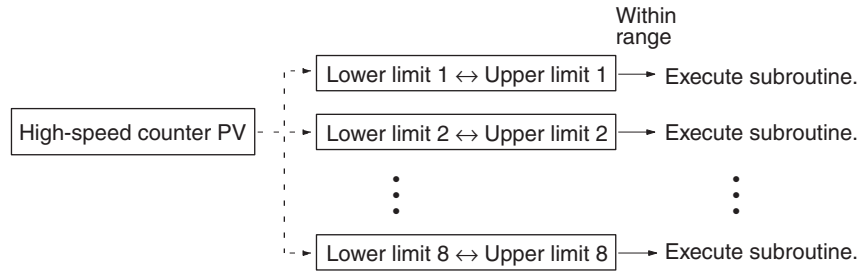 Within
range
Lower limit 1 ↔ Upper limit 1
Execute subroutine.
High-speed counter PV
Lower limit 2 ↔ Upper limit 2
Execute subroutine.
Lower limit 8 ↔ Upper limit 8
Execute subroutine.